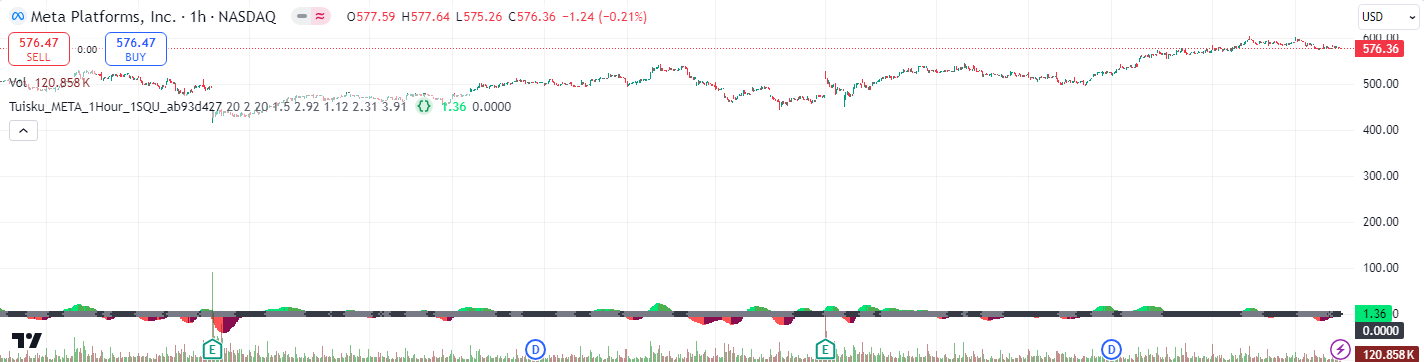 Meta Platforms, Inc. · 1h · NASDAQ O577.59 H577.64 L575.26 C576.36 −1.24 (−0.21%)
USD
576.47 SELL 0.00 576.47 BUY
600.00
576.36
Vol 120.858K
500.00
Tuisku_META_1Hour_1SQU_ab93d427 20 2 20 1.5 2.92 1.12 2.31 3.91 {} 1.36 0.0000
400.00
300.00
200.00
100.00
1.36
0.0000
E D E D
120.858K